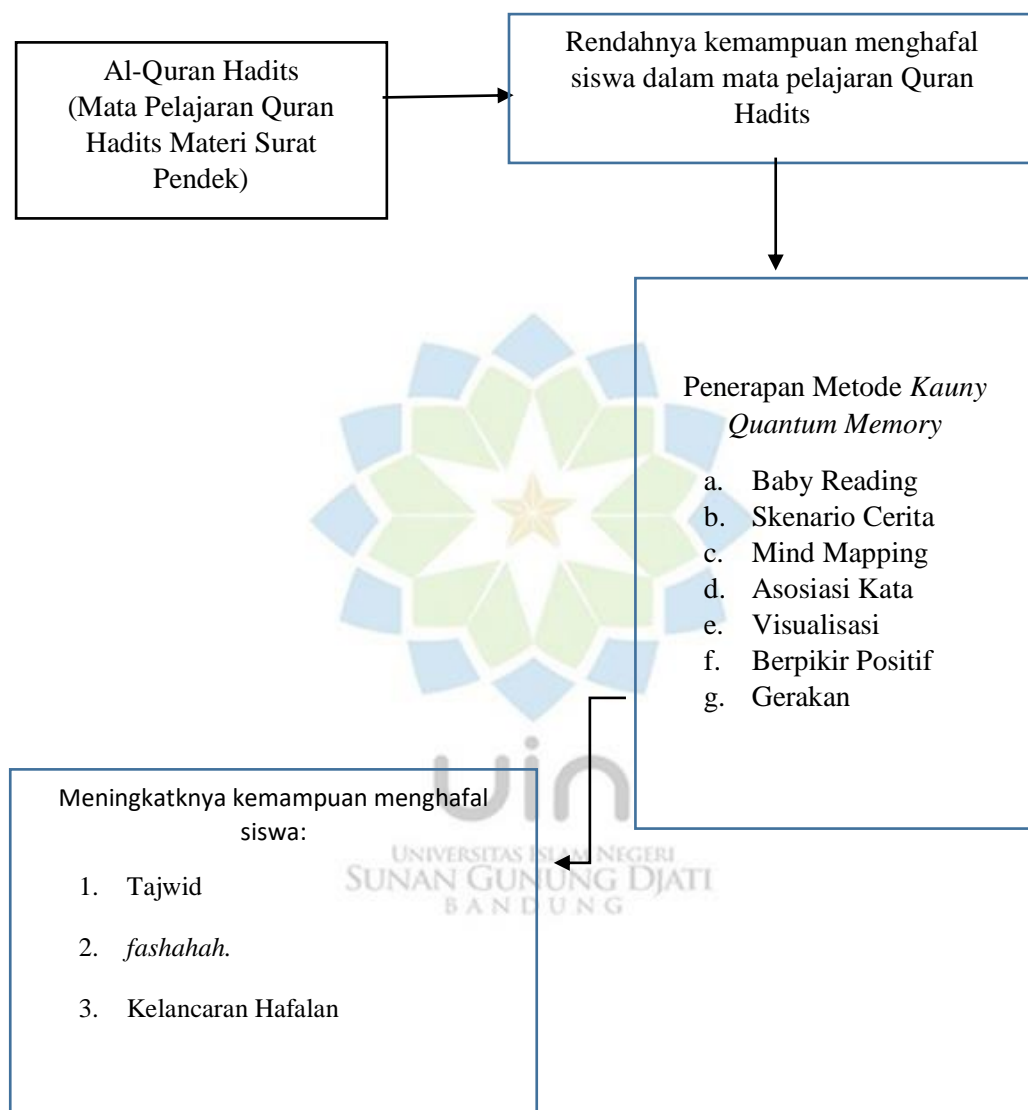 Al-Quran Hadits
(Mata Pelajaran Quran
Hadits Materi Surat
Pendek)
Rendahnya kemampuan menghafal
siswa dalam mata pelajaran Quran
Hadits
Penerapan Metode Kauny
Quantum Memory
a. Baby Reading
b. Skenario Cerita
c. Mind Mapping
d. Asosiasi Kata
e. Visualisasi
f. Berpikir Positif
g. Gerakan
Meningkatknya kemampuan menghafal
siswa:
1. Tajwid
2. fashahah.
3. Kelancaran Hafalan
uin
UNIVERSITAS ISLAM NEGERI
SUNAN GUNUNG DJATI
BANDUNG